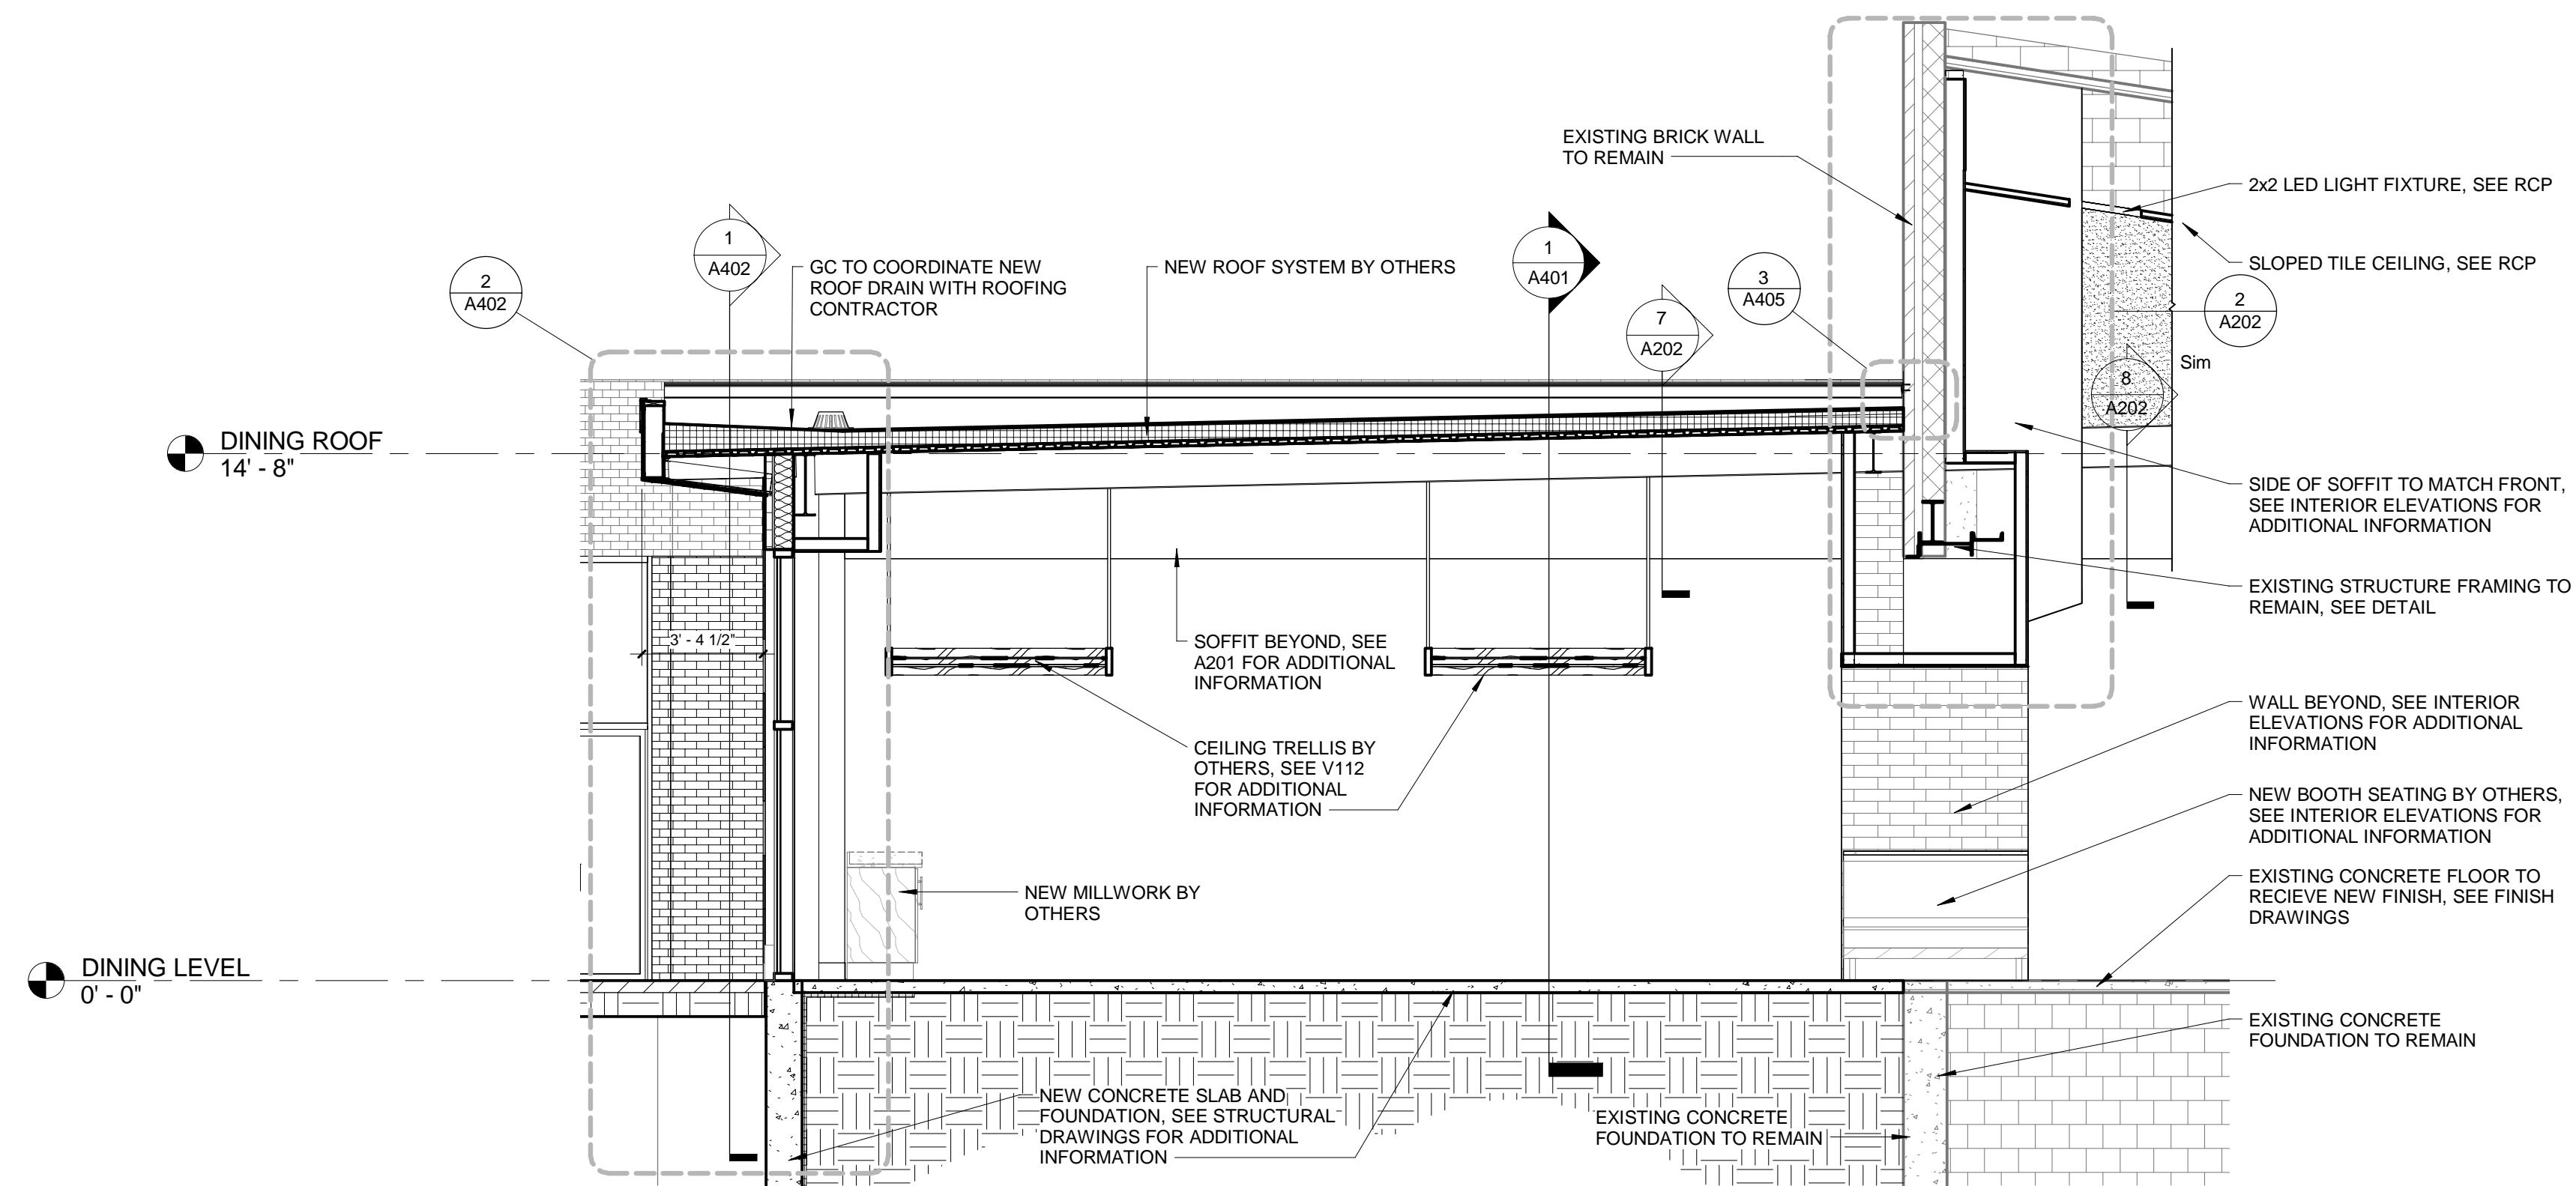 EXISTING BRICK WALL
TO REMAIN
2x2 LED LIGHT FIXTURE, SEE RCP
SLOPED TILE CEILING, SEE RCP
1
A402
2
A402
GC TO COORDINATE NEW
ROOF DRAIN WITH ROOFING
CONTRACTOR
NEW ROOF SYSTEM BY OTHERS
1
A401
7
A202
3
A405
2
A202
Sim
8
A202
DINING ROOF
14' - 8"
SIDE OF SOFFIT TO MATCH FRONT,
SEE INTERIOR ELEVATIONS FOR
ADDITIONAL INFORMATION
EXISTING STRUCTURE FRAMING TO
REMAIN, SEE DETAIL
3' - 4 1/2"
SOFFIT BEYOND, SEE
A201 FOR ADDITIONAL
INFORMATION
WALL BEYOND, SEE INTERIOR
ELEVATIONS FOR ADDITIONAL
INFORMATION
CEILING TRELLIS BY
OTHERS, SEE V112
FOR ADDITIONAL
INFORMATION
NEW BOOTH SEATING BY OTHERS,
SEE INTERIOR ELEVATIONS FOR
ADDITIONAL INFORMATION
NEW MILLWORK BY
OTHERS
EXISTING CONCRETE FLOOR TO
RECIEVE NEW FINISH, SEE FINISH
DRAWINGS
DINING LEVEL
0' - 0"
EXISTING CONCRETE
FOUNDATION TO REMAIN
NEW CONCRETE SLAB AND
FOUNDATION, SEE STRUCTURAL
DRAWINGS FOR ADDITIONAL
INFORMATION
EXISTING CONCRETE
FOUNDATION TO REMAIN